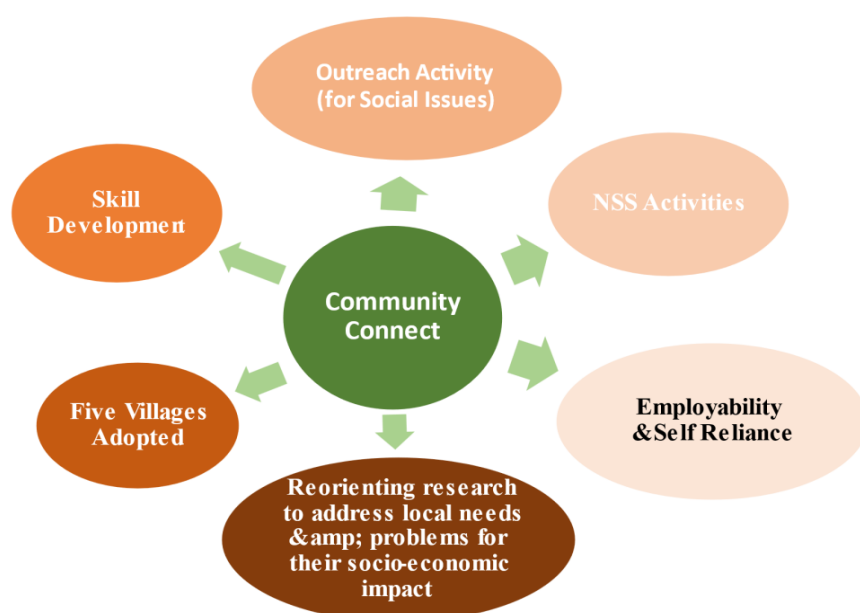 Outreach Activity
(for Social Issues)
Skill
Development
NSS Activities
Community
Connect
Five Villages
Adopted
Employability
&Self Reliance
Reorienting research
to address local needs
&amp; problems for
their socio-economic
impact